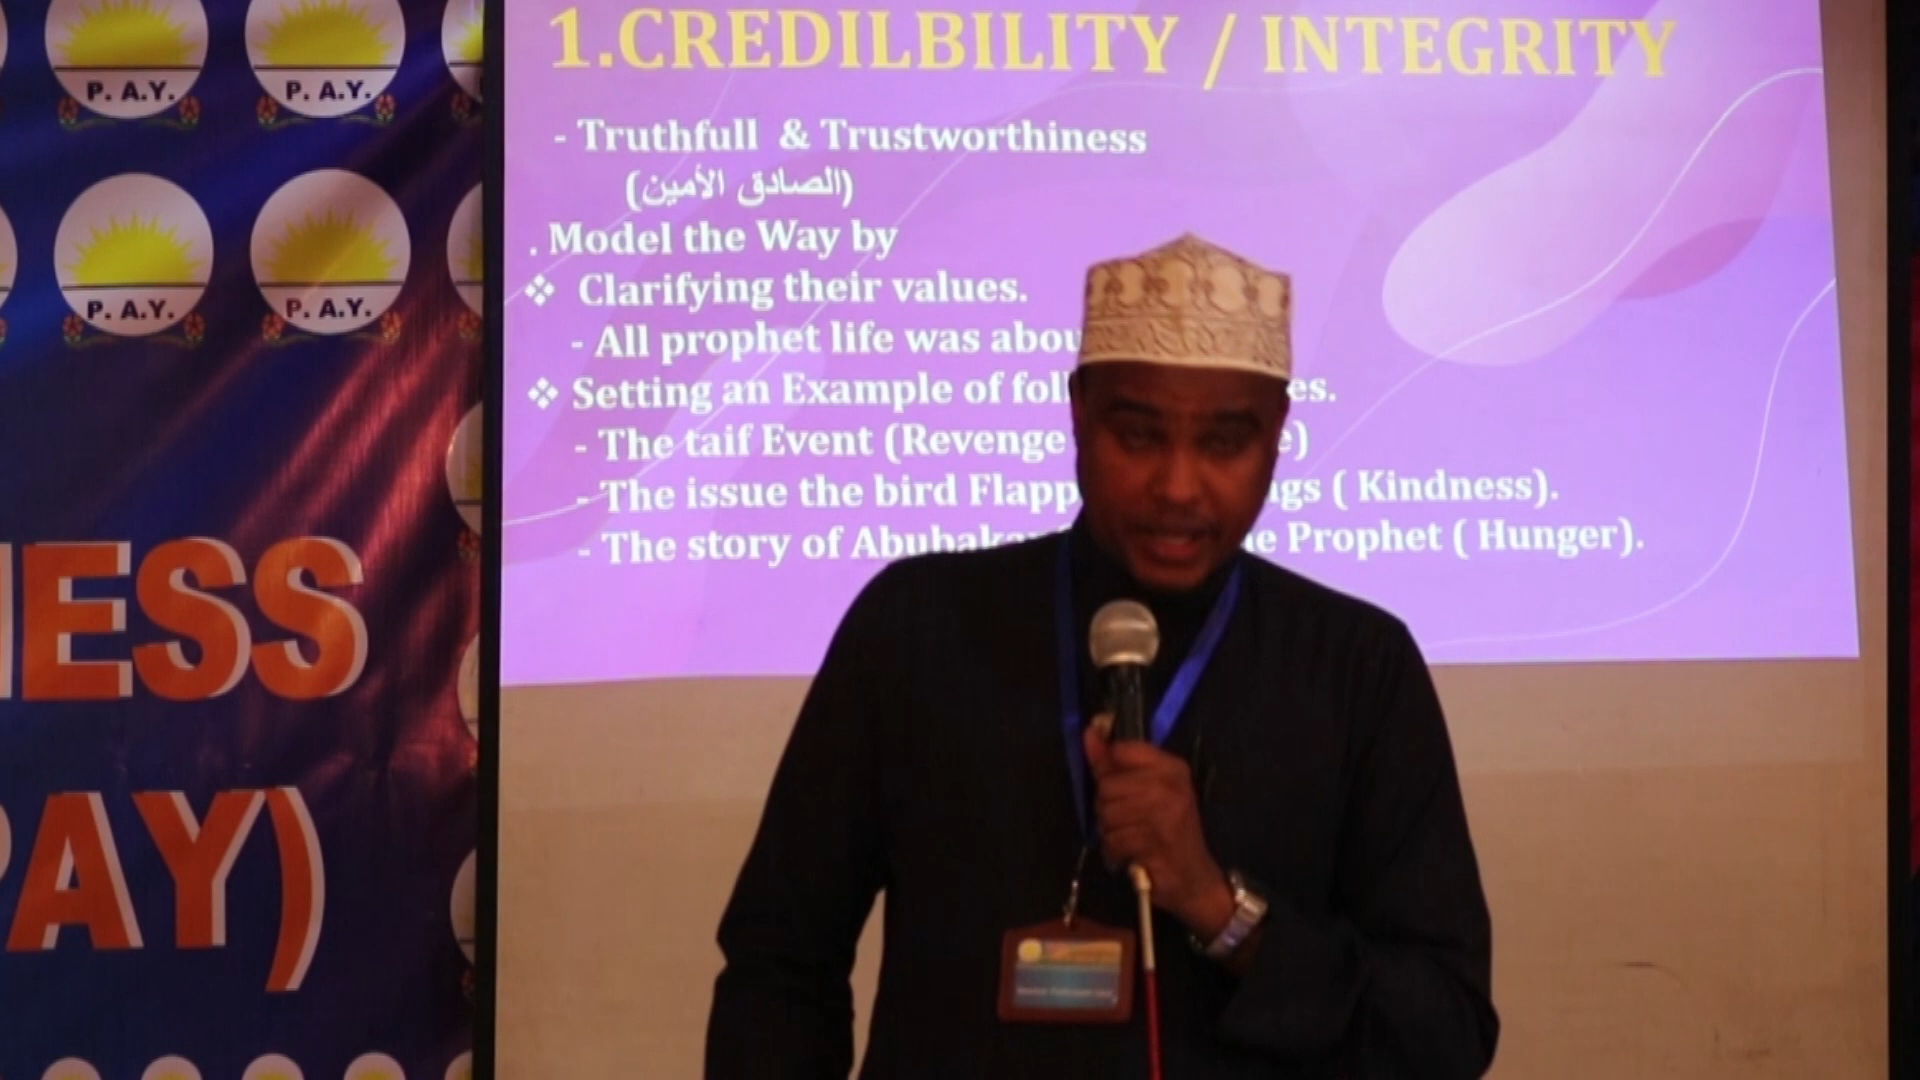 1.CREDILBILITY / INTEGRITY
- Truthfull & Trustworthiness
(الصادق الأمين)
. Model the Way by
❖ Clarifying their values.
- All prophet life was abou
❖ Setting an Example of foll es.
- The taif Event (Revenge e)
- The issue the bird Flapp ngs ( Kindness).
- The story of Abubaka e Prophet ( Hunger).
P. A.Y.
P. A.Y.
P. A.Y.
P. A.Y.
NESS
PAY)